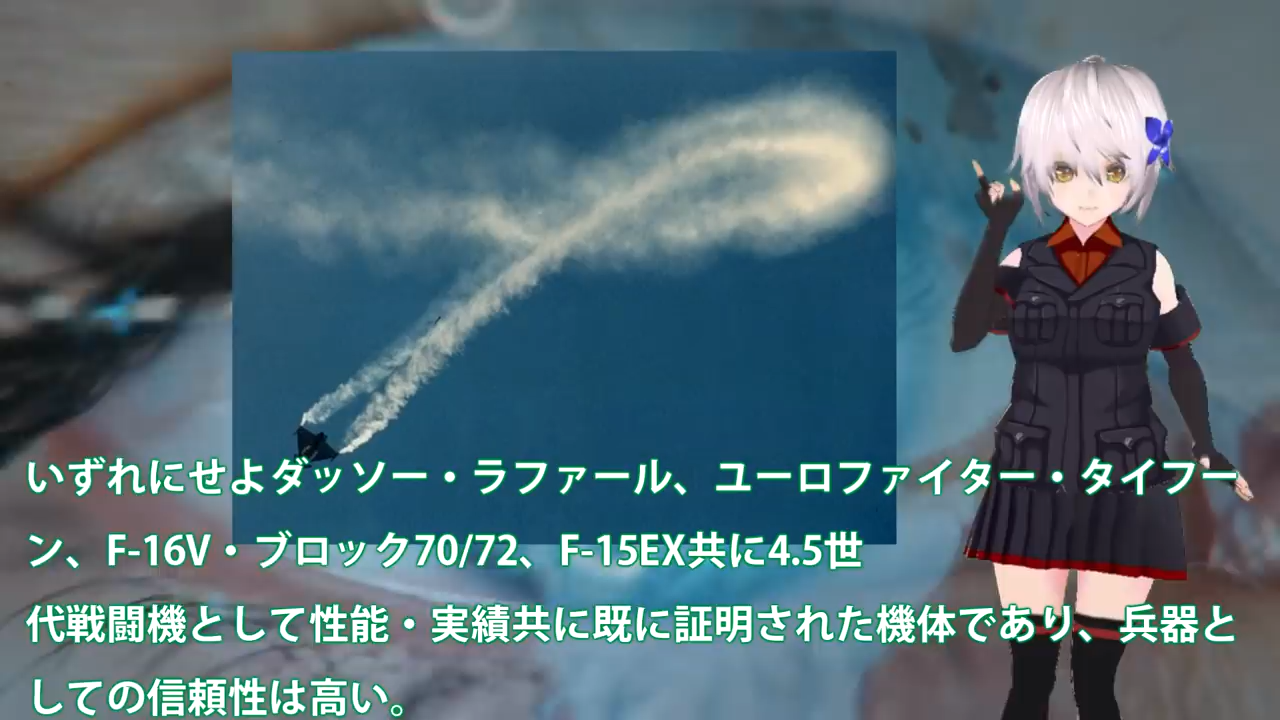 いずれにせよダッソー・ラファール、ユーロファイター・タイフー
ン、F-16V・ブロック70/72、F-15EX共に4.5世
代戦闘機として性能・実績共に既に証明された機体であり、兵器と
しての信頼性は高い。